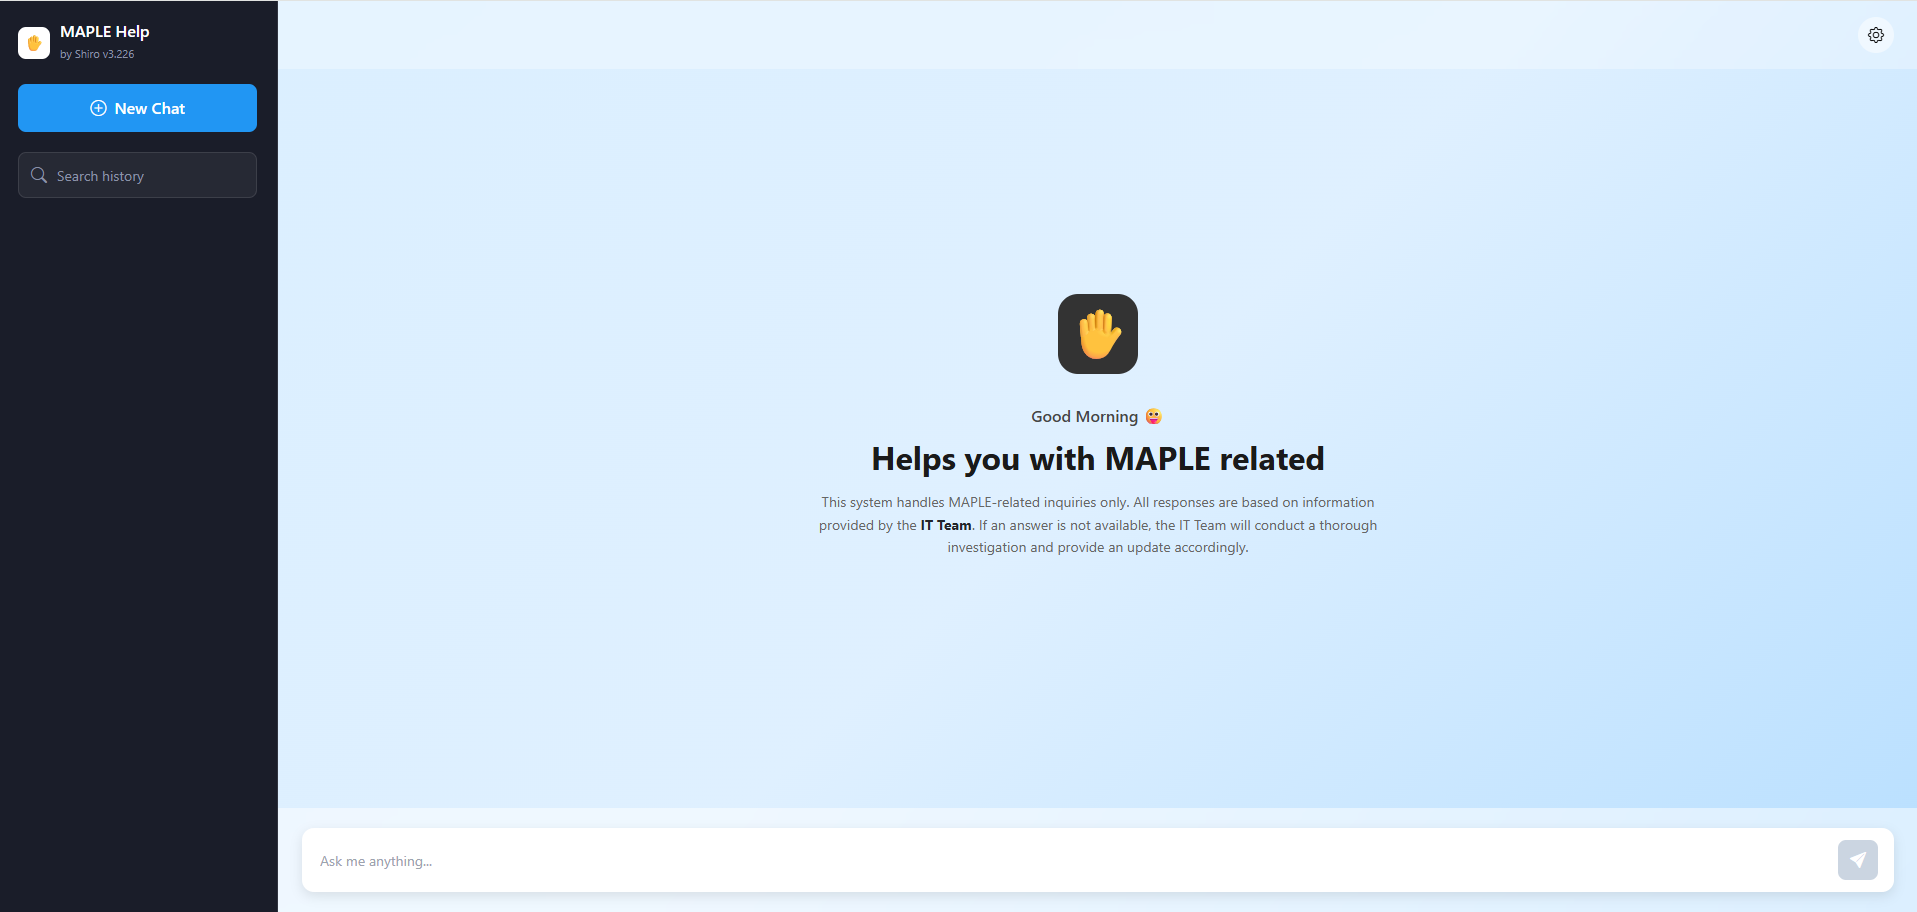 MAPLE Help
by Shiro v3.226
New Chat
Search history
Good Morning 😜
Helps you with MAPLE related
This system handles MAPLE-related inquiries only. All responses are based on information
provided by the IT Team. If an answer is not available, the IT Team will conduct a thorough
investigation and provide an update accordingly.
Ask me anything...